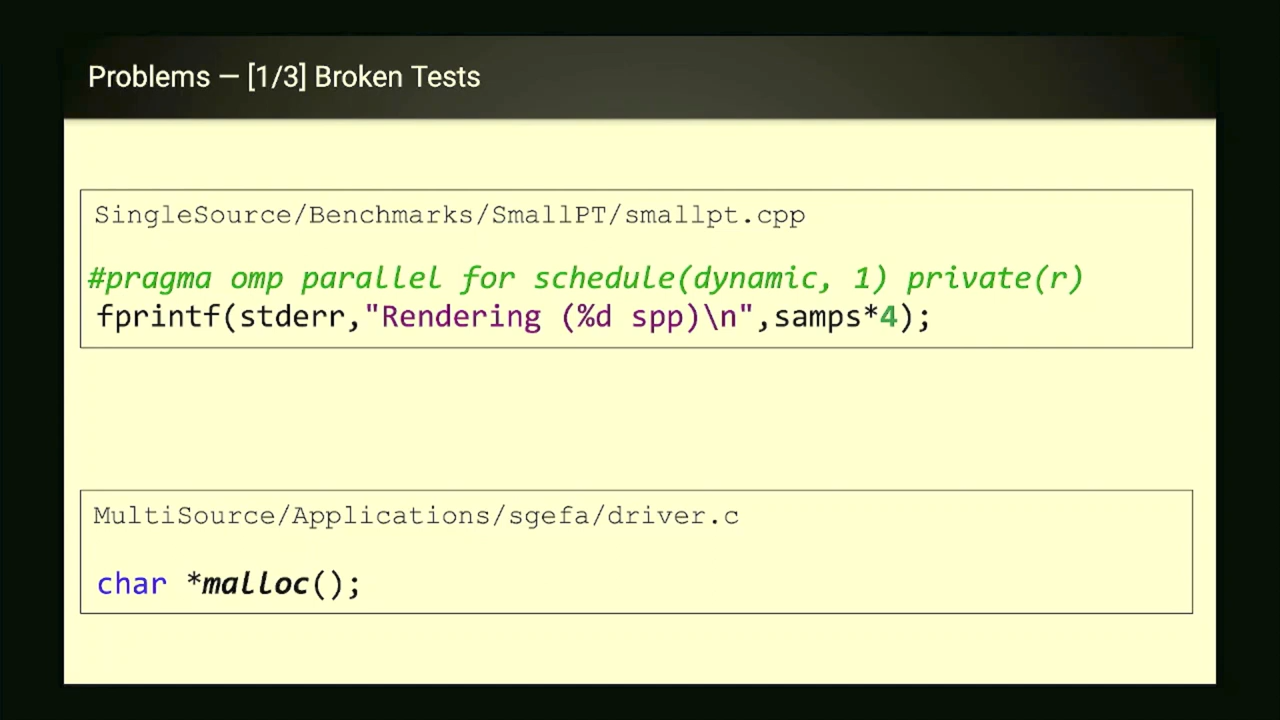 Problems — [1/3] Broken Tests
SingleSource/Benchmarks/SmallPT/smallpt.cpp
#pragma omp parallel for schedule(dynamic, 1) private(r)
fprintf(stderr,"Rendering (%d spp)\n",samps*4);
MultiSource/Applications/sgefa/driver.c
char *malloc();